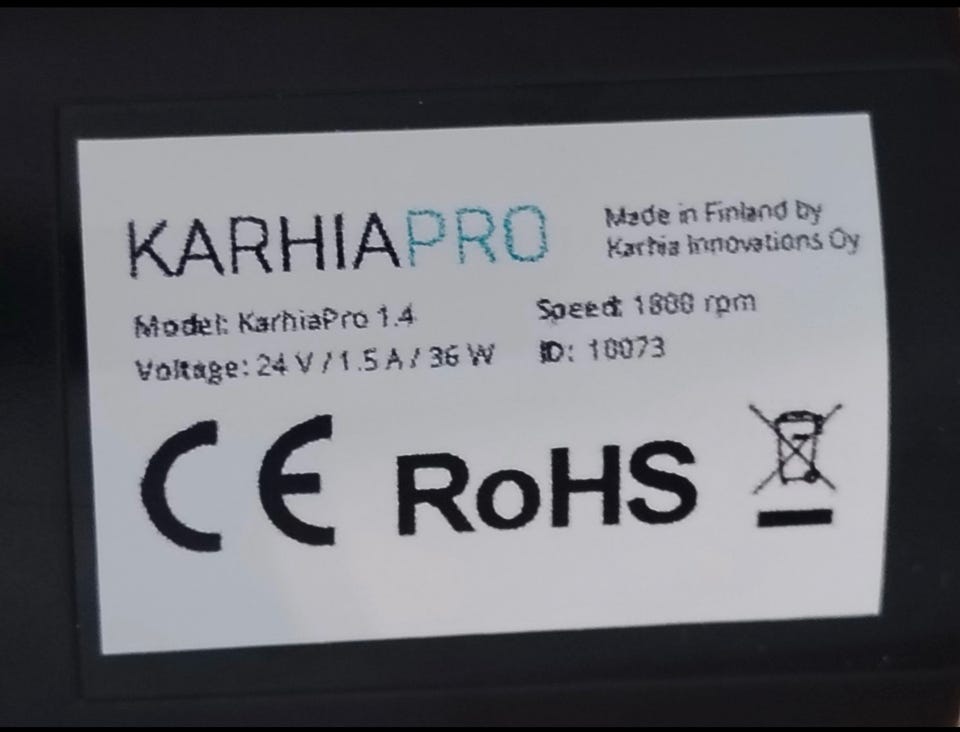 KARHIAPRO
Made in Finland by
Karhia Innovations Oy
Model: KarhiaPro 1.4
Speed: 1800 rpm
Voltage: 24 V / 1.5 A / 36 W
ID: 10073
CE RoHS